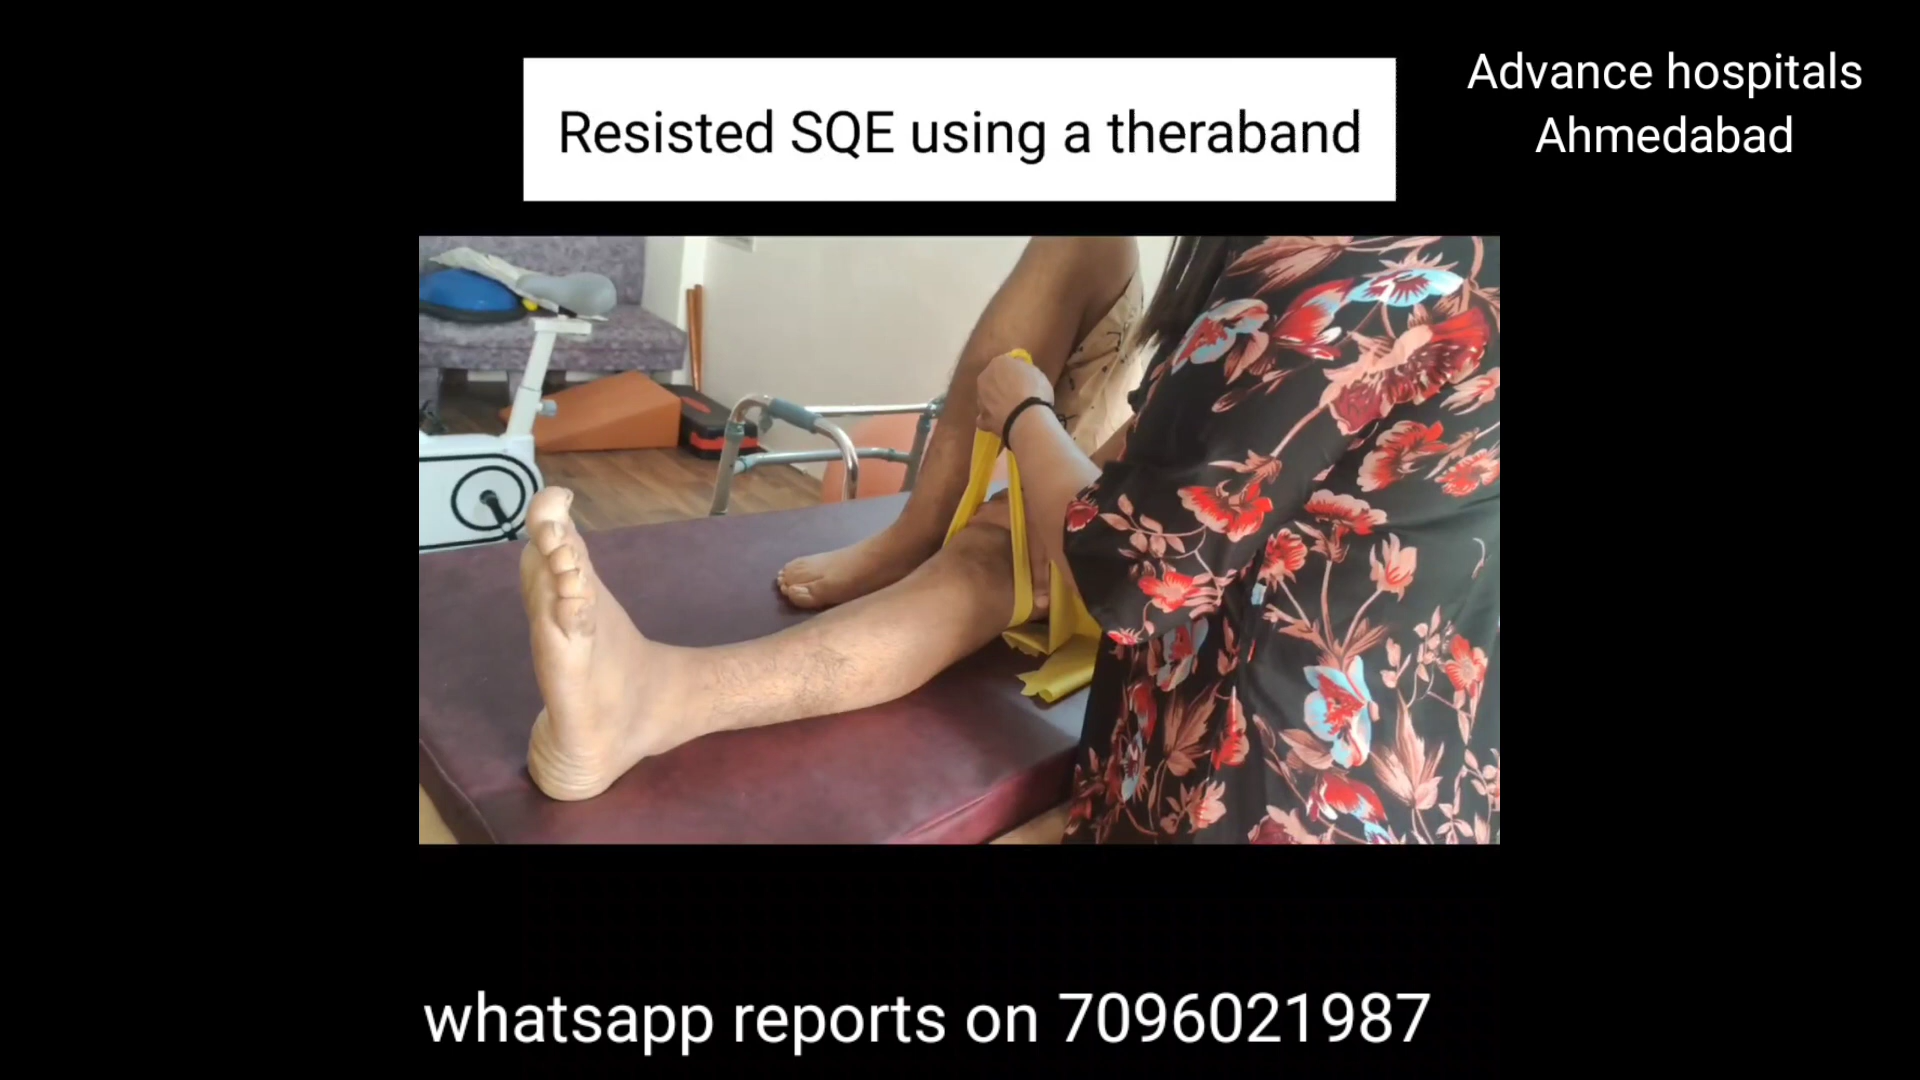 Resisted SQE using a theraband
Advance hospitals
Ahmedabad
whatsapp reports on 7096021987